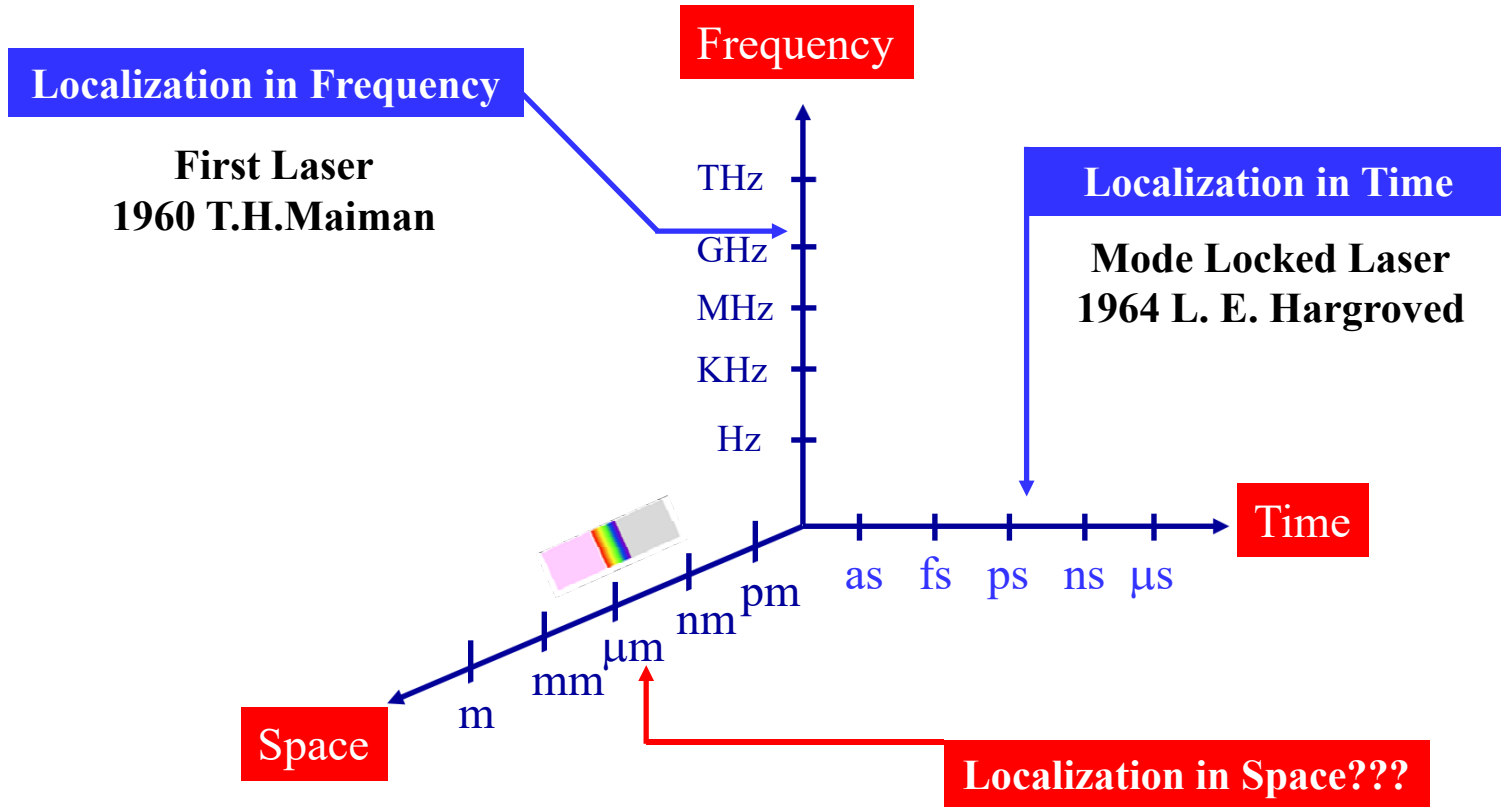 Frequency
Localization in Frequency
First Laser
1960 T.H.Maiman
THz
GHz
MHz
KHz
Hz
Localization in Time
Mode Locked Laser
1964 L. E. Hargroved
Time
as fs ps ns μs
pm
nm
μm
mm
m
Space
Localization in Space???